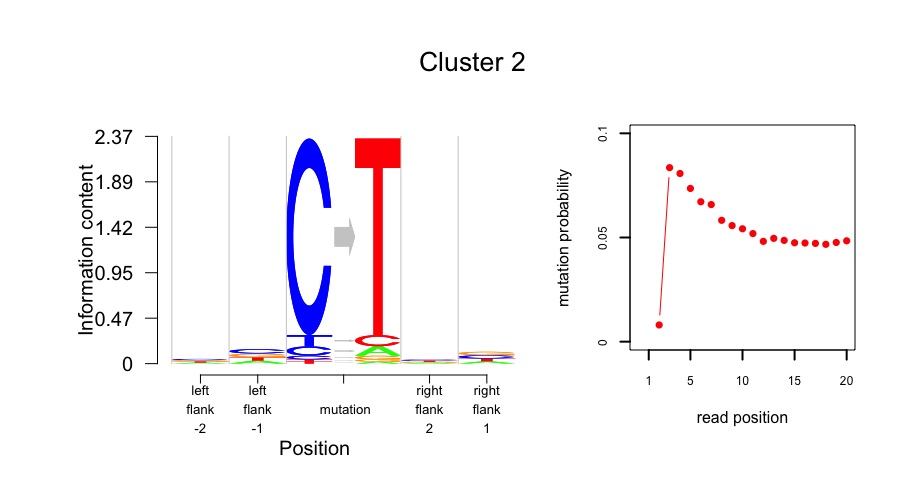 Cluster 2
Information content
2.37
1.89
1.42
0.95
0.47
0
C T
T C
C A
left flank -2
left flank -1
mutation
right flank 2
right flank 1
Position
mutation probability
0.1
0.05
0
1 5 10 15 20
read position